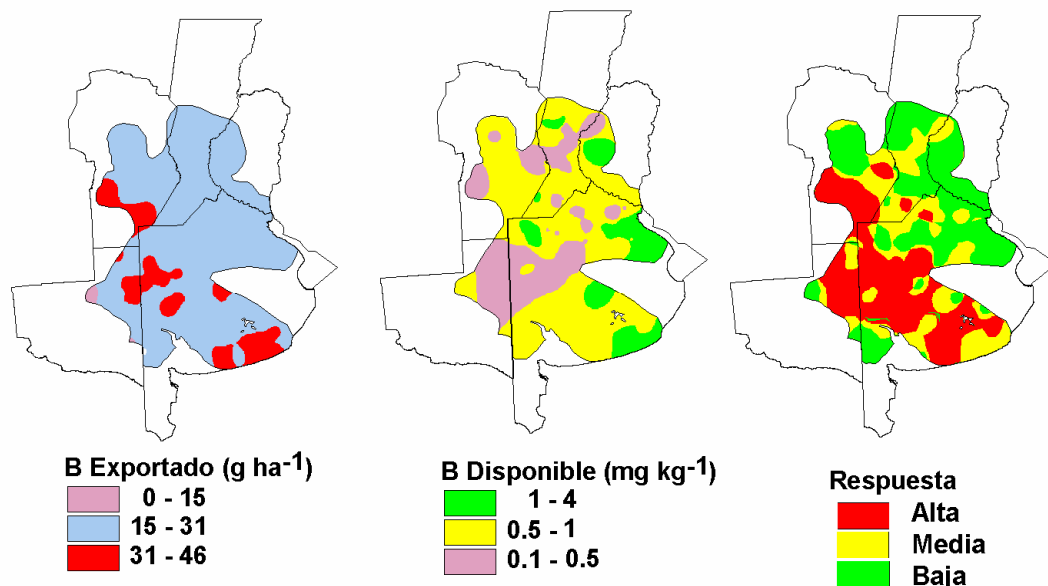 B Exportado (g ha-1)
0 - 15
15 - 31
31 - 46
B Disponible (mg kg-1)
1 - 4
0.5 - 1
0.1 - 0.5
Respuesta
Alta
Media
Baja